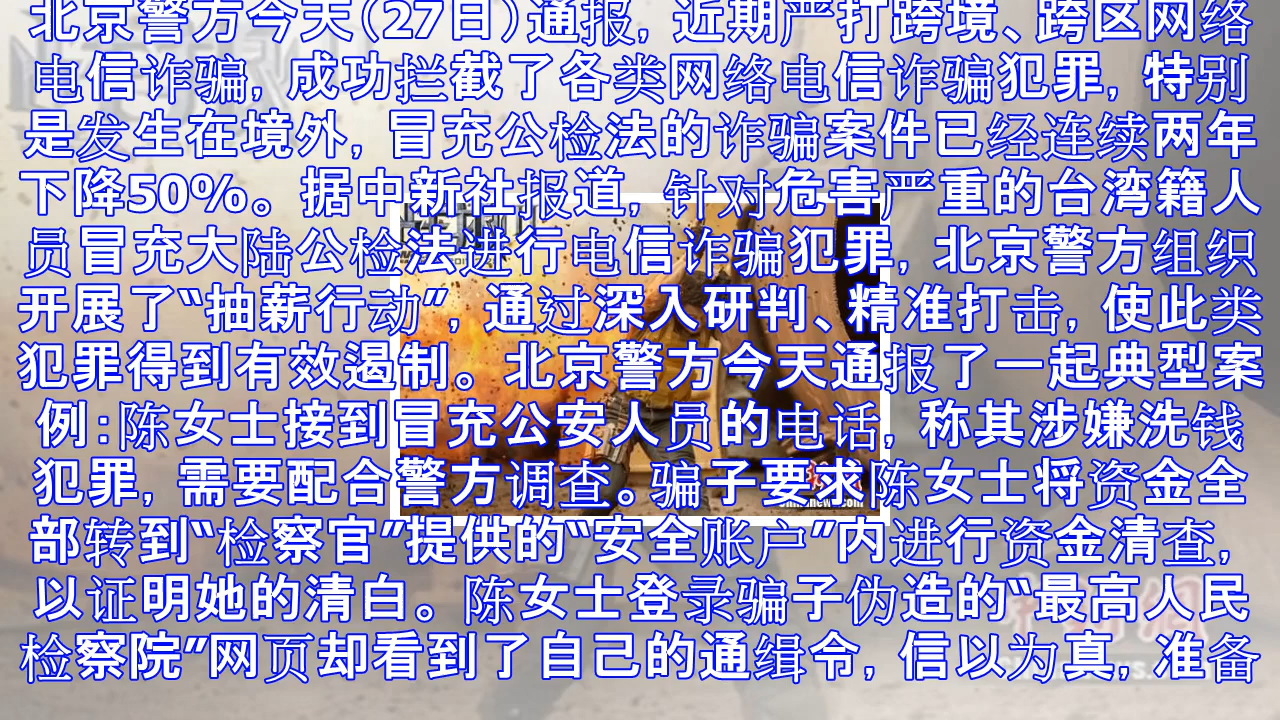 北京警方今天(27日)通报, 近期严打跨境、跨区网络
电信诈骗, 成功拦截了各类网络电信诈骗犯罪, 特别
是发生在境外, 冒充公检法的诈骗案件已经连续两年
下降50%。据中新社报道, 针对危害严重的台湾籍人
员冒充大陆公检法进行电信诈骗犯罪, 北京警方组织
开展了“抽薪行动”, 通过深入研判、精准打击, 使此类
犯罪得到有效遏制。北京警方今天通报了一起典型案
例:陈女士接到冒充公安人员的电话, 称其涉嫌洗钱
犯罪, 需要配合警方调查。骗子要求陈女士将资金全
部转到“检察官”提供的“安全账户”内进行资金清查,
以证明她的清白。陈女士登录骗子伪造的“最高人民
检察院”网页却看到了自己的通缉令, 信以为真, 准备